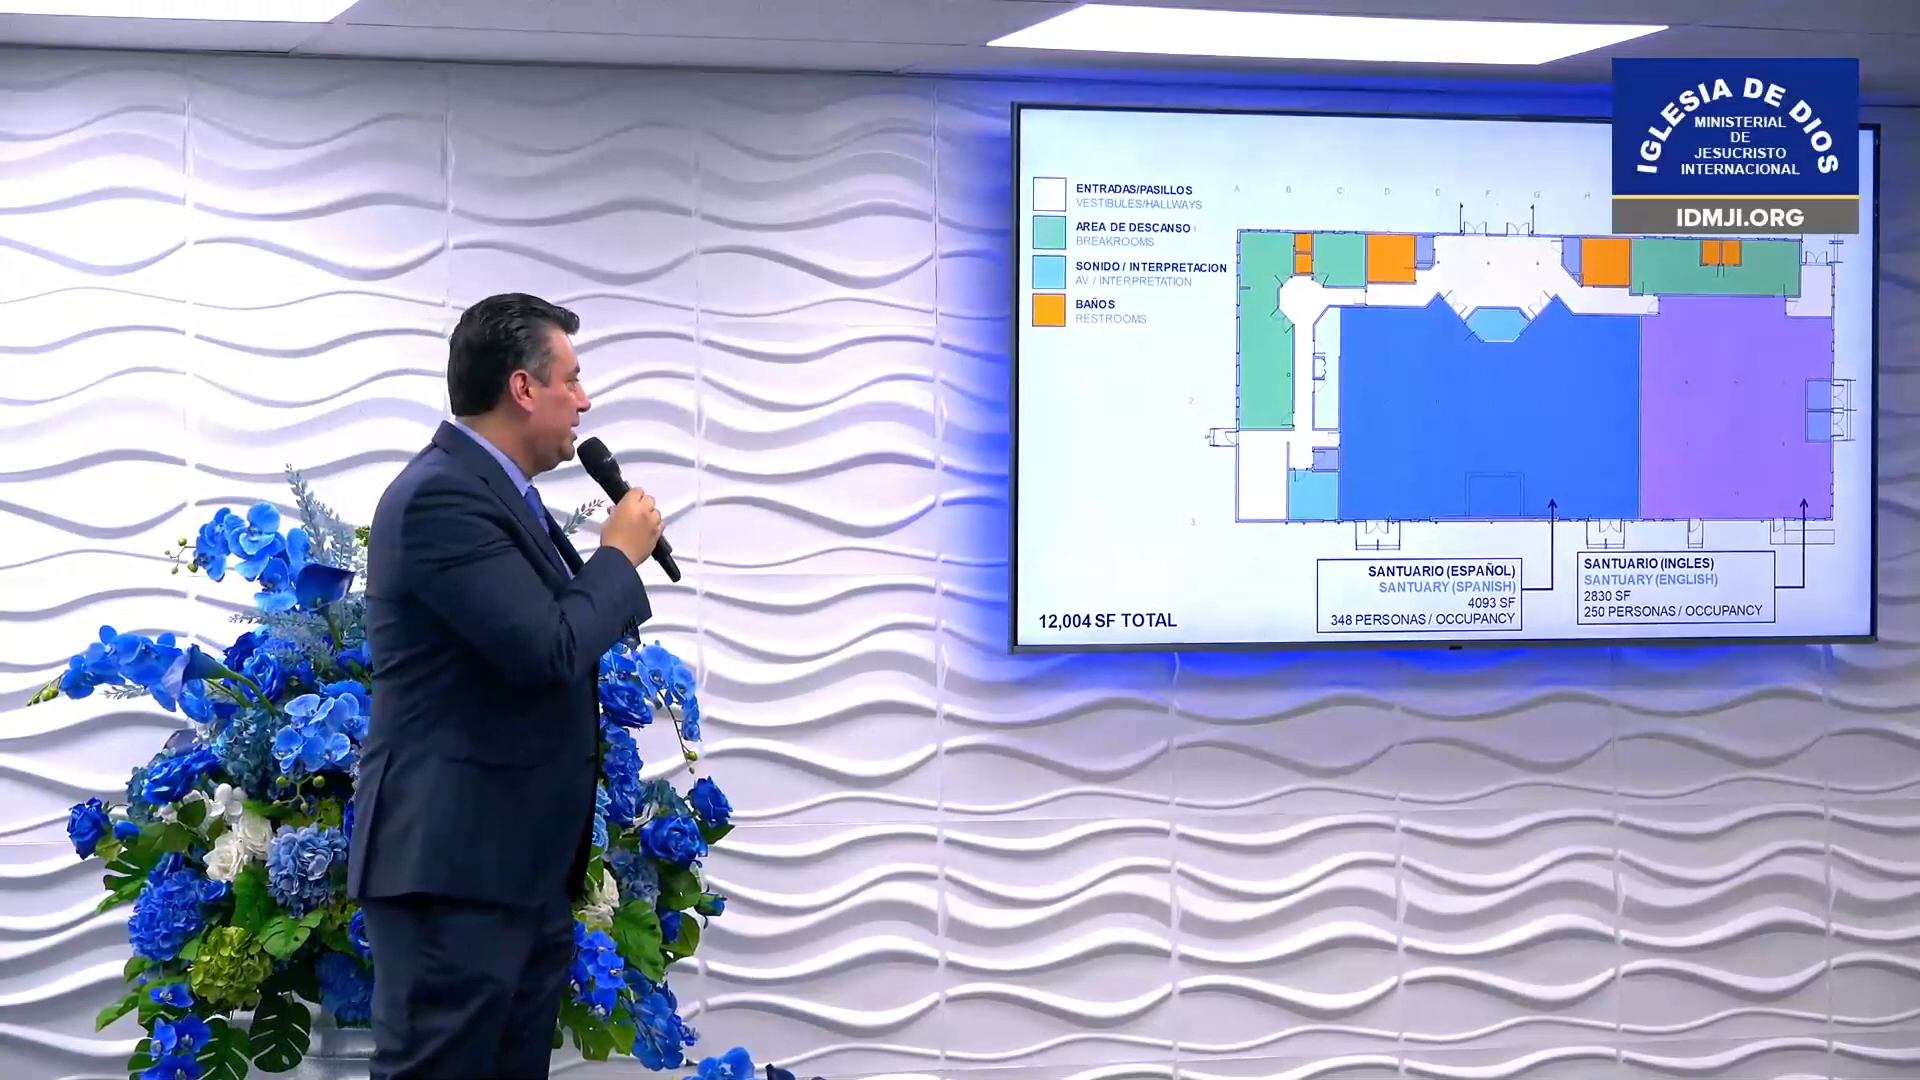 IGLESIA DE DIOS
MINISTERIAL
DE
JESUCRISTO
INTERNACIONAL
IDMJI.ORG
ENTRADAS/PASILLOS
VESTIBULES/HALLWAYS
AREA DE DESCANSO
BREAKROOMS
SONIDO / INTERPRETACION
AV / INTERPRETATION
BAÑOS
RESTROOMS
A B C D E F G H
2
3
SANTUARIO (ESPAÑOL)
SANTUARY (SPANISH)
4093 SF
348 PERSONAS / OCCUPANCY
SANTUARIO (INGLES)
SANTUARY (ENGLISH)
2830 SF
250 PERSONAS / OCCUPANCY
12,004 SF TOTAL